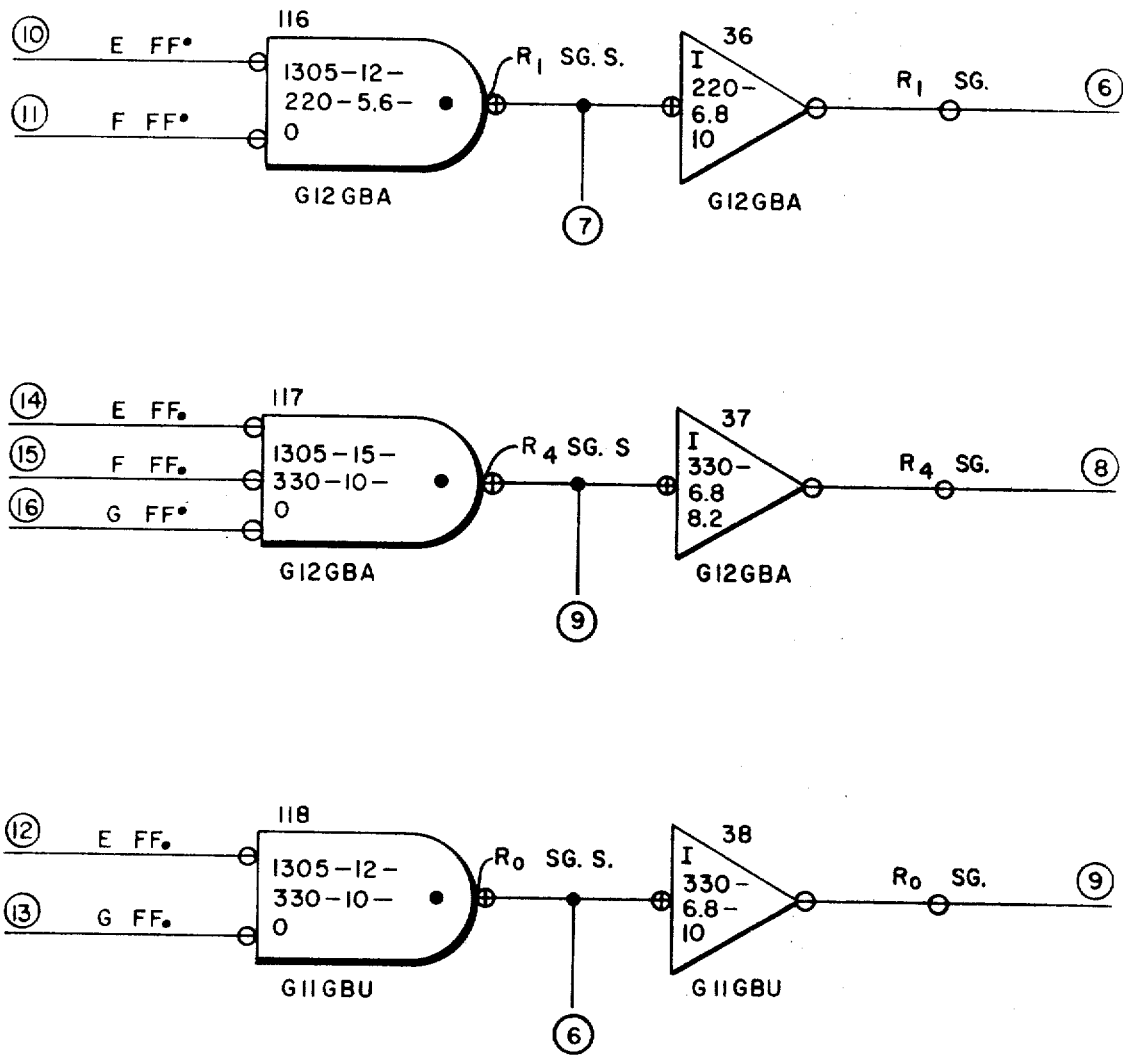 116
36
10 E FF•
1305-12-
220-5.6-
0
R1 SG. S.
I
220-
6.8
10
R1 SG.
6
11 F FF•
G12GBA
7
G12GBA
117
37
14 E FF.
15 F FF.
16 G FF•
1305-15-
330-10-
0
R4 SG. S
I
330-
6.8
8.2
R4 SG.
8
G12GBA
9
G12GBA
118
38
12 E FF.
13 G FF.
1305-12-
330-10-
0
R0 SG. S.
I
330-
6.8-
10
R0 SG.
9
G11GBU
6
G11GBU